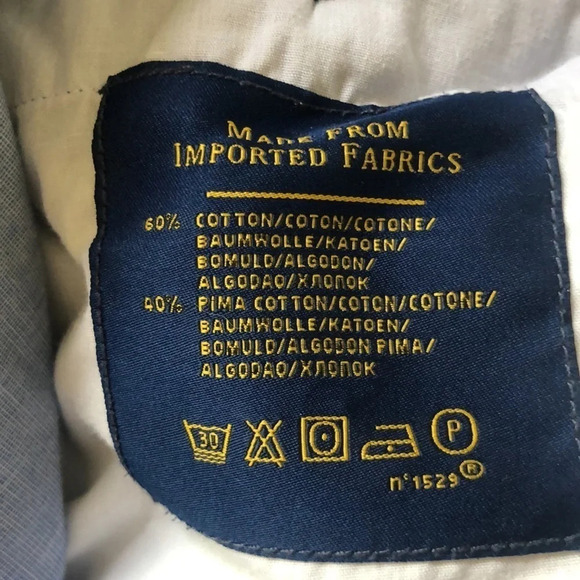 MADE FROM
IMPORTED FABRICS
60% COTTON/COTON/COTONE/
BAUMWOLLE/KATOEN/
BOMULD/ALGODON/
ALGODAO/ХЛОПОК
40% PIMA COTTON/COTON/COTONE/
BAUMWOLLE/KATOEN/
BOMULD/ALGODON PIMA/
ALGODAO/ХЛОПОК
30 P
n°1529®